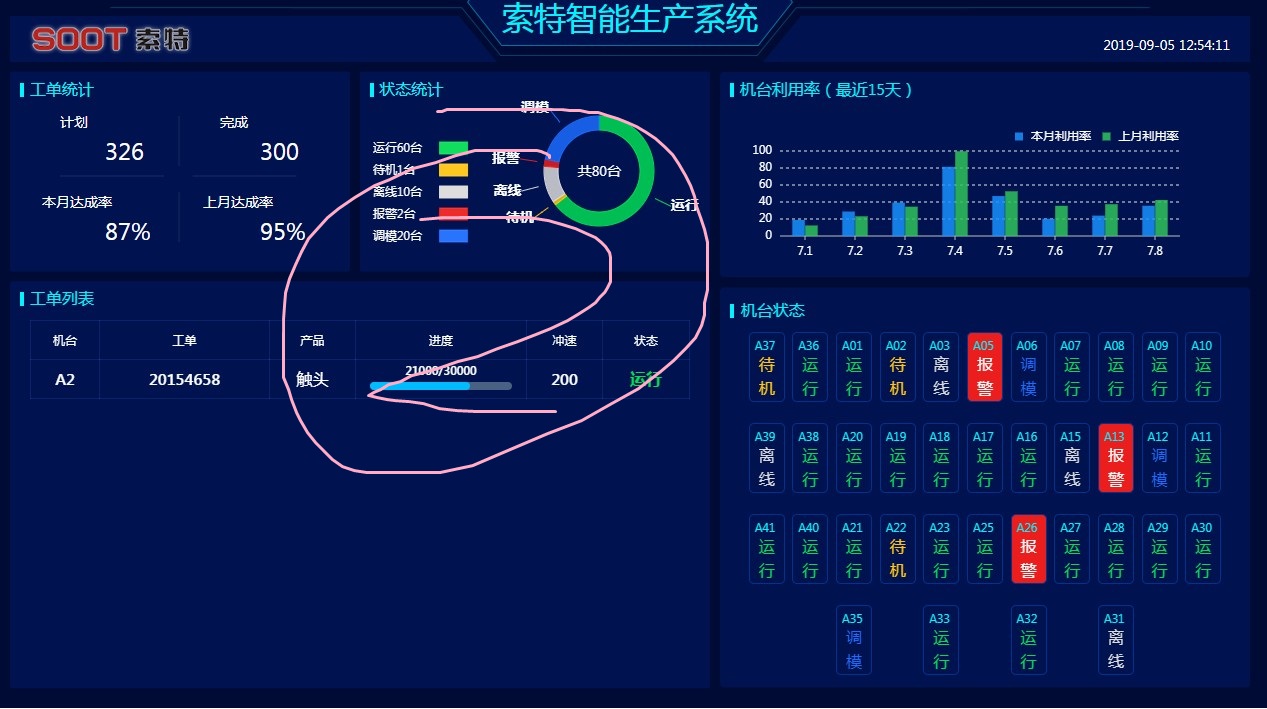 索特智能生产系统
SOOT 索特
2019-09-05 12:54:11
工单统计
计划
完成
326
300
本月达成率
上月达成率
87%
95%
状态统计
运行60台
待机1台
离线10台
报警2台
调模20台
调模
报警
离线
待机
运行
共80台
机台利用率（最近15天）
本月利用率 上月利用率
100
80
60
40
20
0
7.1 7.2 7.3 7.4 7.5 7.6 7.7 7.8
工单列表
机台 工单 产品 进度 冲速 状态
A2 20154658 触头 21000/30000 200 运行
机台状态
A37 A36 A01 A02 A03 A05 A06 A07 A08 A09 A10
待机 运行 运行 待机 离线 报警 调模 运行 运行 运行 运行
A39 A38 A20 A19 A18 A17 A16 A15 A13 A12 A11
离线 运行 运行 运行 运行 运行 运行 离线 报警 调模 运行
A41 A40 A21 A22 A23 A25 A26 A27 A28 A29 A30
运行 运行 运行 待机 运行 运行 报警 运行 运行 运行 运行
A35 A33 A32 A31
调模 运行 运行 离线